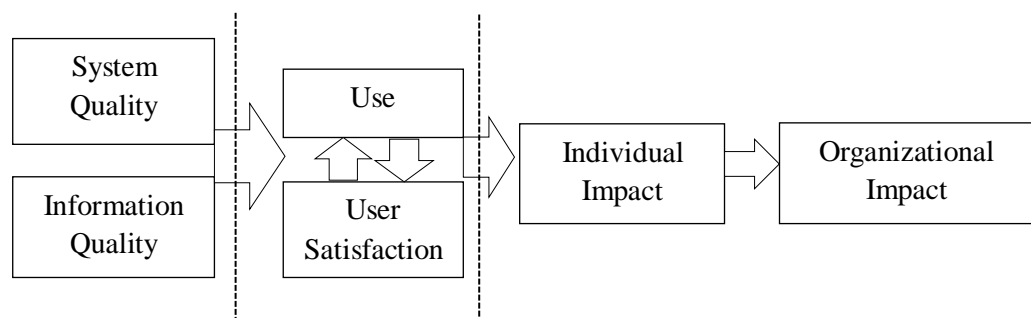 System
Quality
Information
Quality
Use
User
Satisfaction
Individual
Impact
Organizational
Impact